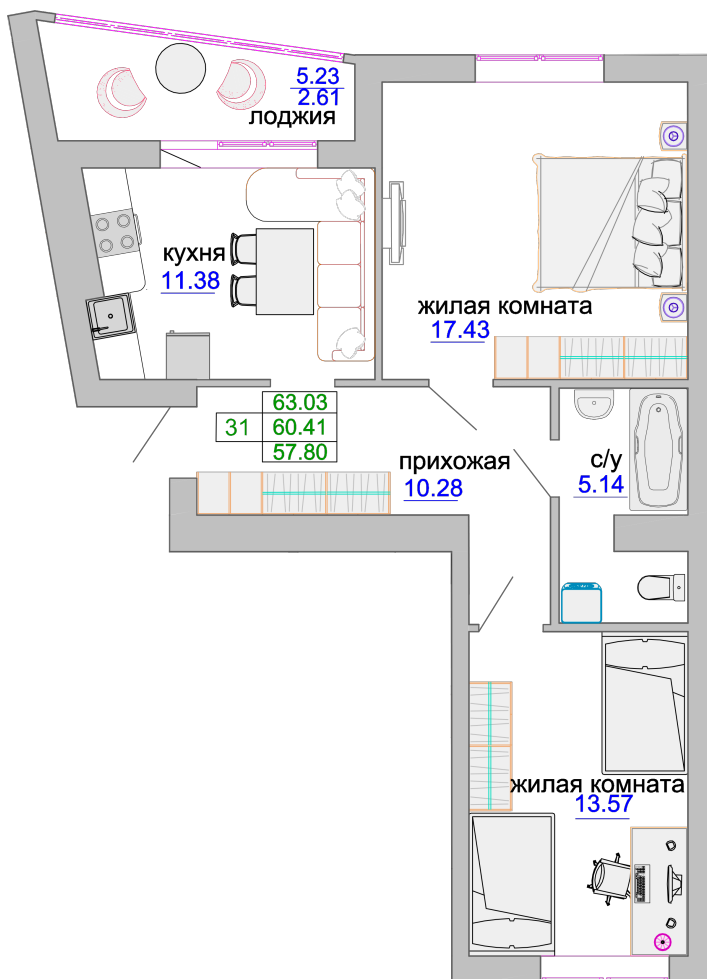 5.23
2.61
лоджия
кухня
11.38
жилая комната
17.43
63.03
31
60.41
57.80
прихожая
10.28
с/у
5.14
жилая комната
13.57